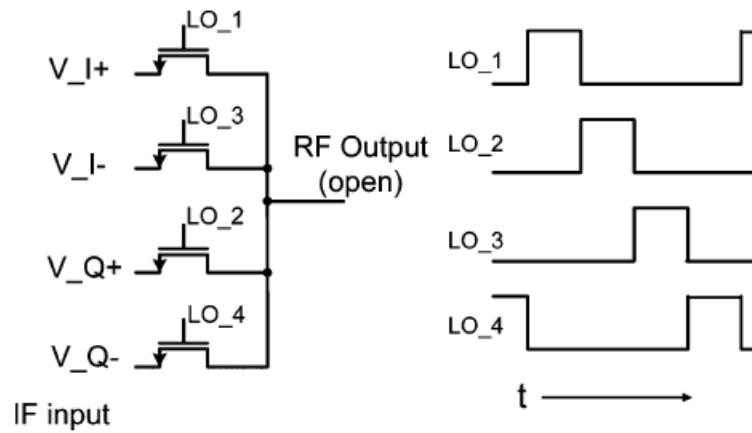 LO_1
V_I+
LO_3
V_I-
RF Output
(open)
LO_2
V_Q+
LO_4
V_Q-
IF input
LO_1
LO_2
LO_3
LO_4
t